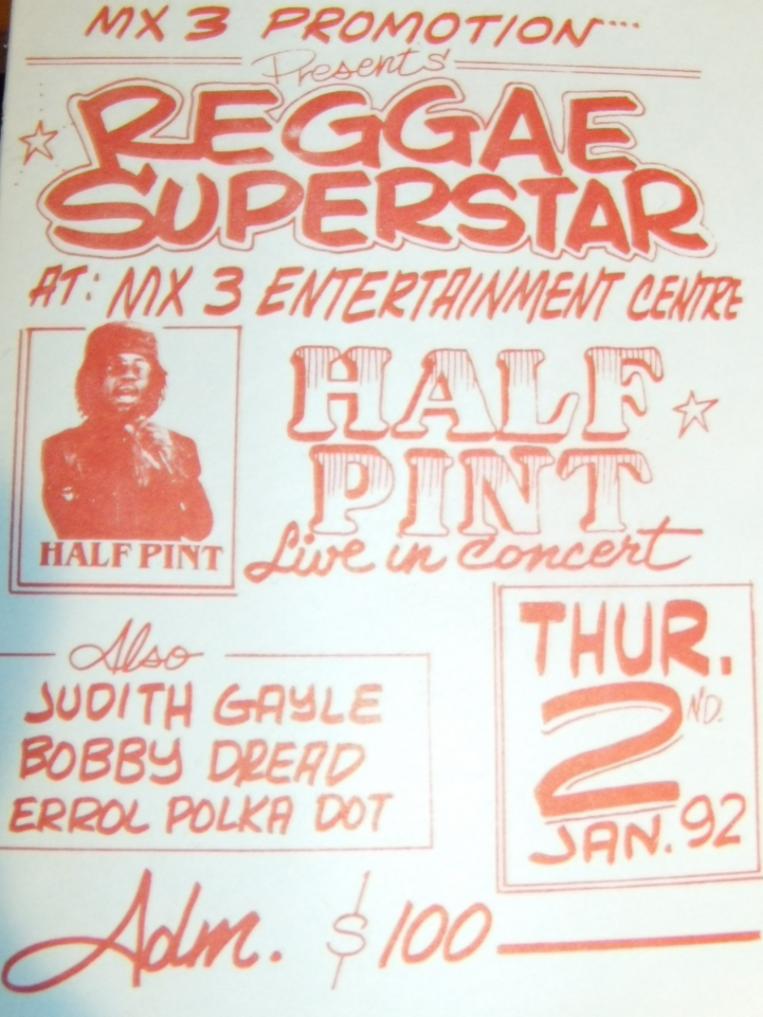 MX 3 PROMOTION....
Presents
REGGAE
SUPERSTAR
AT: MX 3 ENTERTAINMENT CENTRE
HALF
PINT
Live in Concert
HALF PINT
THUR.
2ND.
JAN. 92
Also
JUDITH GAYLE
BOBBY DREAD
ERROL POLKA DOT
Adm. $100